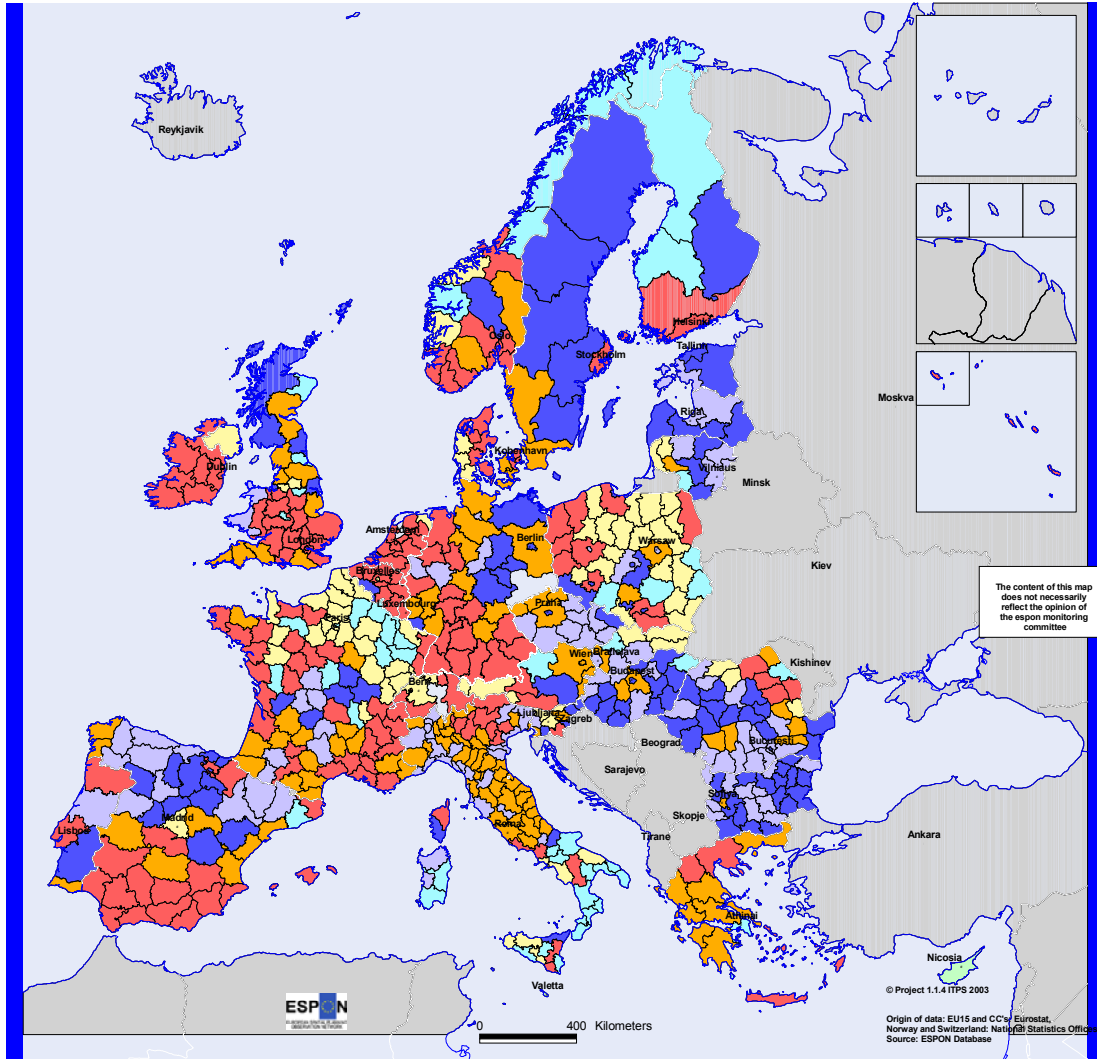 Reykjavik
Helsinki
Oslo
Stockholm
Tallinn
Moskva
Riga
Kobenhavn
Dublin
Vilniaus
Minsk
Amsterdam
London
Berlin
Warsaw
Kiev
Bruxelles
The content of this map
does not necessarily
reflect the opinion of
the espon monitoring
committee
Luxembourg
Praha
Paris
Wien
Bratislava
Kishinev
Budapest
Bern
Ljubljana
Zagreb
Beograd
Bucuresti
Sarajevo
Sofiya
Madrid
Skopje
Lisboa
Roma
Tirane
Ankara
Athinai
Nicosia
Valetta
© Project 1.1.4 ITPS 2003
ESPON
0 400 Kilometers
Origin of data: EU15 and CC's: Eurostat,
Norway and Switzerland: National Statistics Offices
Source: ESPON Database